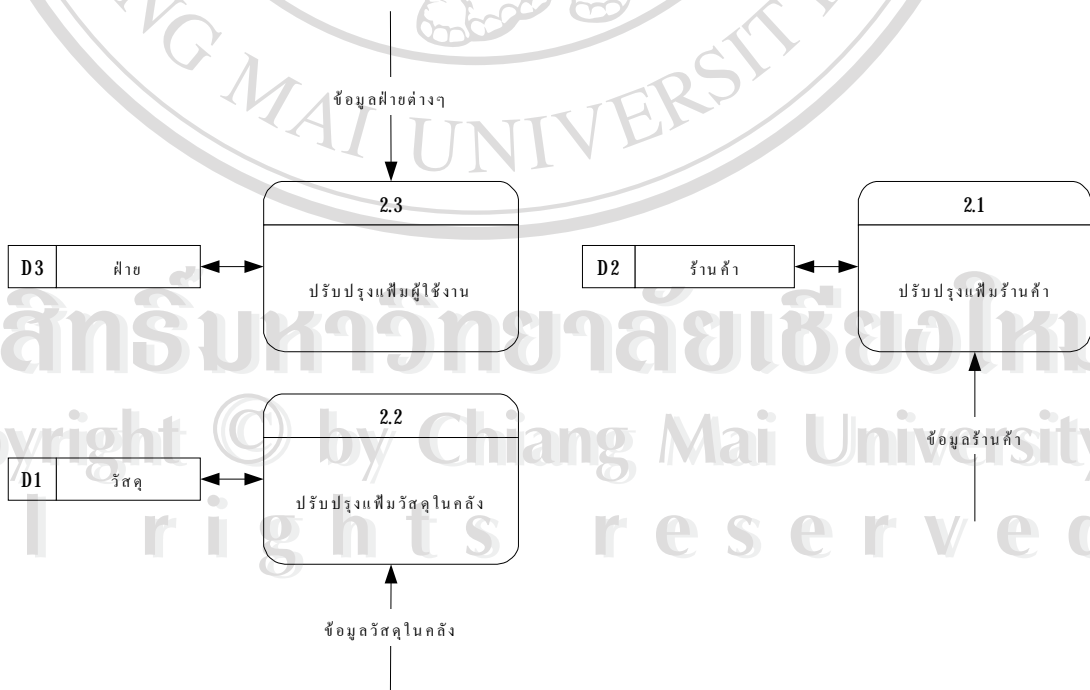 NG MAI UNIVERSIT
ข้อมูลฝ่ายต่างๆ
2.3
D3 ฝ่าย
ปรับปรุงแฟ้มผู้ใช้งาน
2.1
D2 ร้านค้า
ปรับปรุงแฟ้มร้านค้า
สิทธิ์มหาวิทยาลัยเชียงใหม
2.2
D1 วัสดุ
ปรับปรุงแฟ้มวัสดุในคลัง
ข้อมูลร้านค้า
yright © by Chiang Mai University
l rights reserved
ข้อมูลวัสดุในคลัง